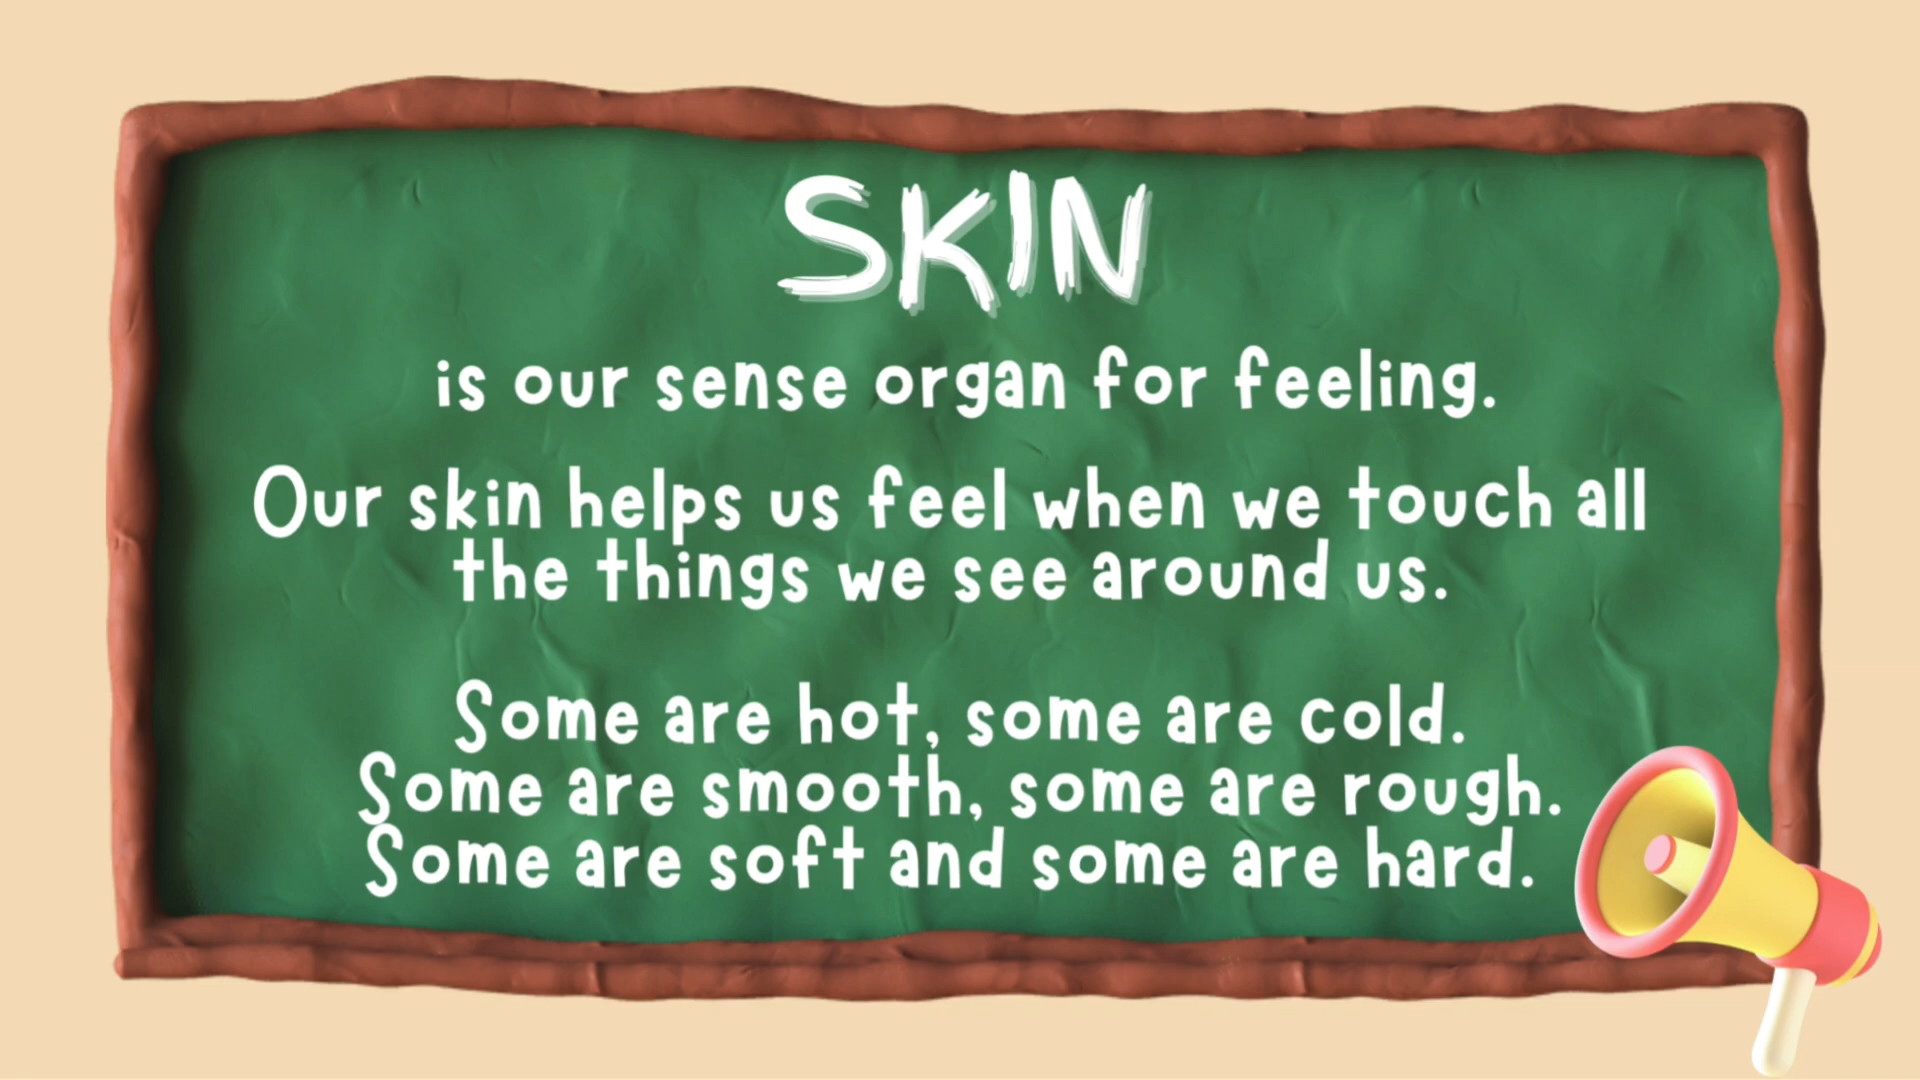 SKIN
is our sense organ for feeling.
Our skin helps us feel when we touch all
the things we see around us.
Some are hot, some are cold.
Some are smooth, some are rough.
Some are soft and some are hard.